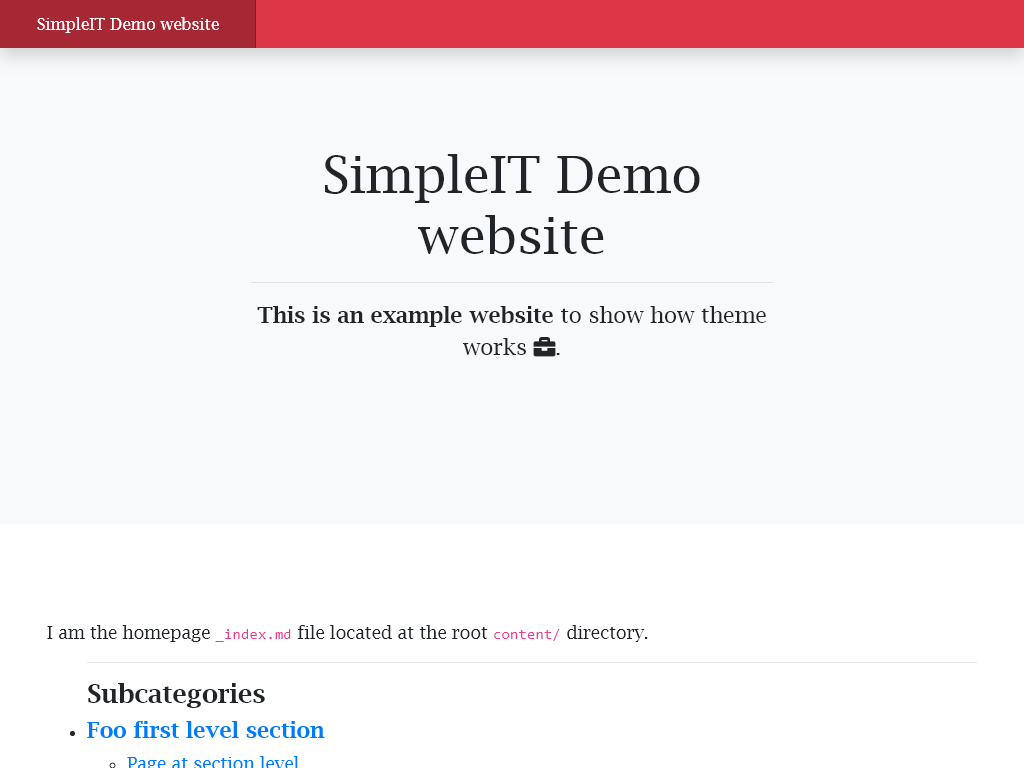 SimpleIT Demo website
SimpleIT Demo
website
This is an example website to show how theme
works .
I am the homepage _index.md file located at the root content/ directory.
Subcategories
Foo first level section
Page at section level